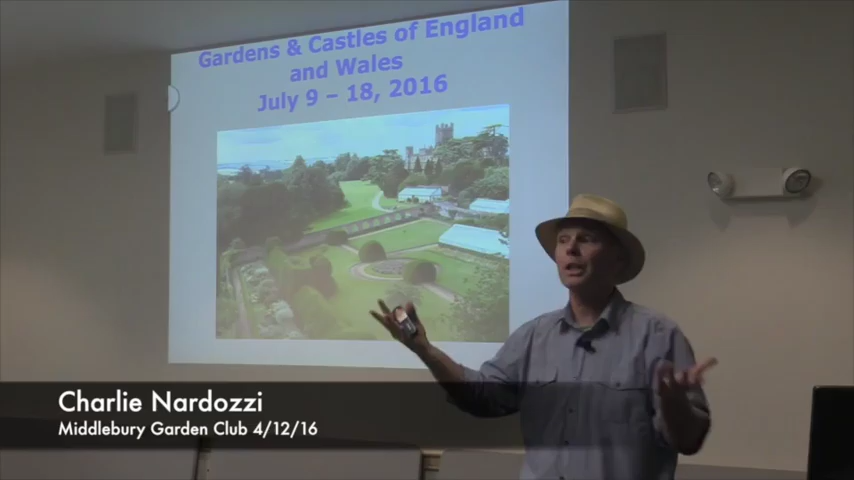 Gardens & Castles of England
and Wales
July 9 – 18, 2016
Charlie Nardozzi
Middlebury Garden Club 4/12/16